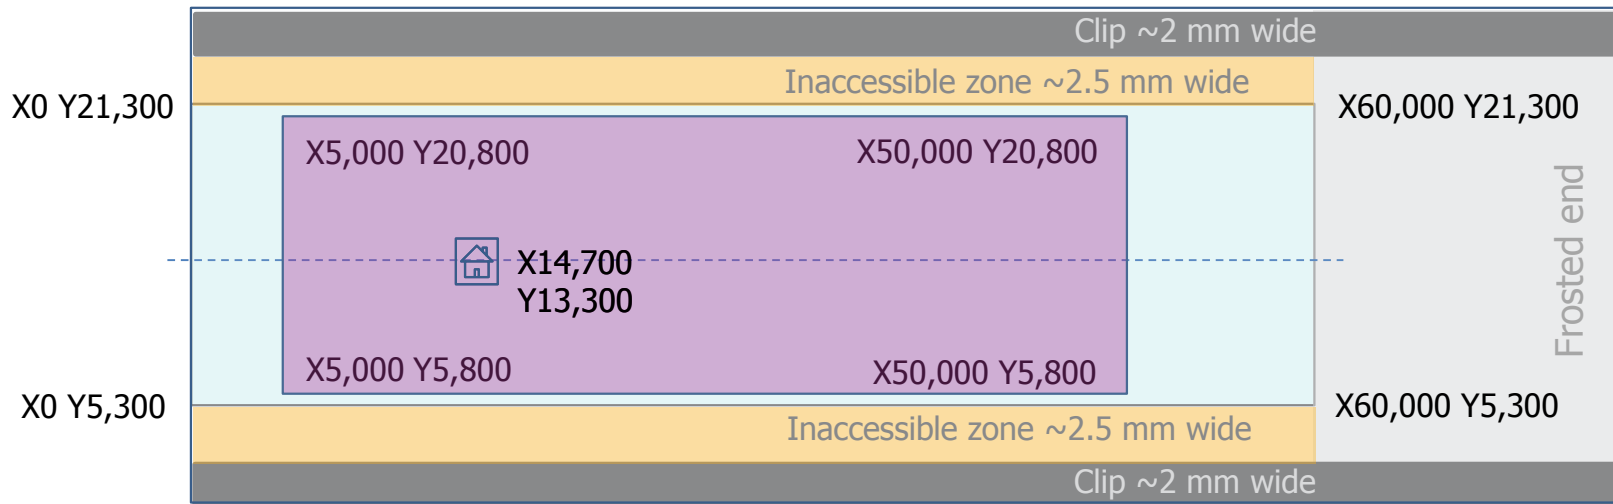 Clip ~2 mm wide
Inaccessible zone ~2.5 mm wide
X0 Y21,300
X60,000 Y21,300
X5,000 Y20,800
X50,000 Y20,800
Frosted end
X14,700
Y13,300
X5,000 Y5,800
X50,000 Y5,800
X0 Y5,300
X60,000 Y5,300
Inaccessible zone ~2.5 mm wide
Clip ~2 mm wide